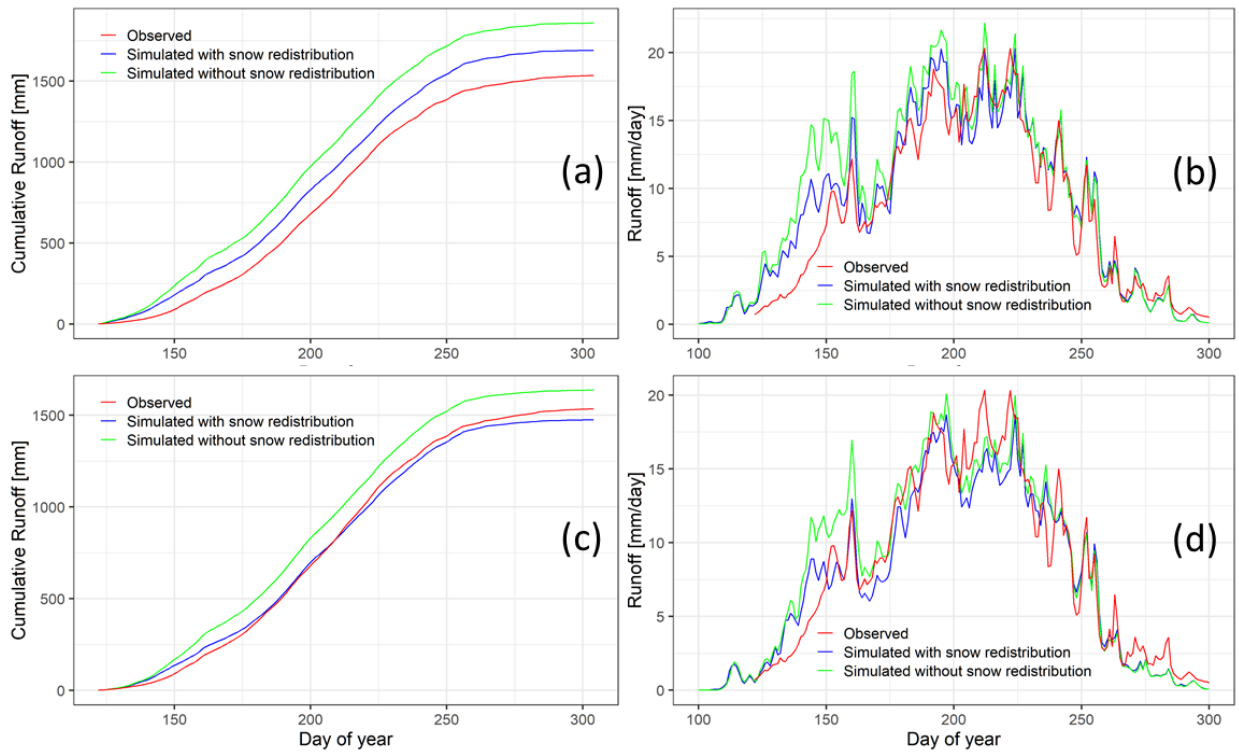 Cumulative Runoff [mm]
1500
1000
500
0
Observed
Simulated with snow redistribution
Simulated without snow redistribution
(a)
150
200
250
300
Runoff [mm/day]
20
15
10
5
0
(b)
Observed
Simulated with snow redistribution
Simulated without snow redistribution
100
150
200
250
300
Cumulative Runoff [mm]
1500
1000
500
0
Observed
Simulated with snow redistribution
Simulated without snow redistribution
(c)
150
200
250
300
Day of year
Runoff [mm/day]
20
15
10
5
0
(d)
Observed
Simulated with snow redistribution
Simulated without snow redistribution
100
150
200
250
300
Day of year